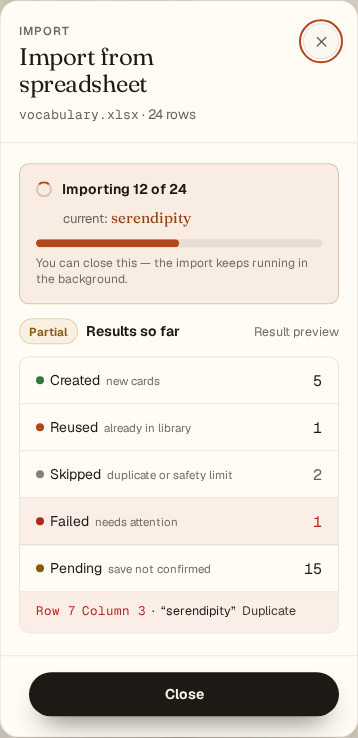 IMPORT
Import from
spreadsheet
vocabulary.xlsx · 24 rows
Importing 12 of 24
current: serendipity
You can close this — the import keeps running in
the background.
Partial Results so far Result preview
Created new cards 5
Reused already in library 1
Skipped duplicate or safety limit 2
Failed needs attention 1
Pending save not confirmed 15
Row 7 Column 3 · “serendipity” Duplicate
Close